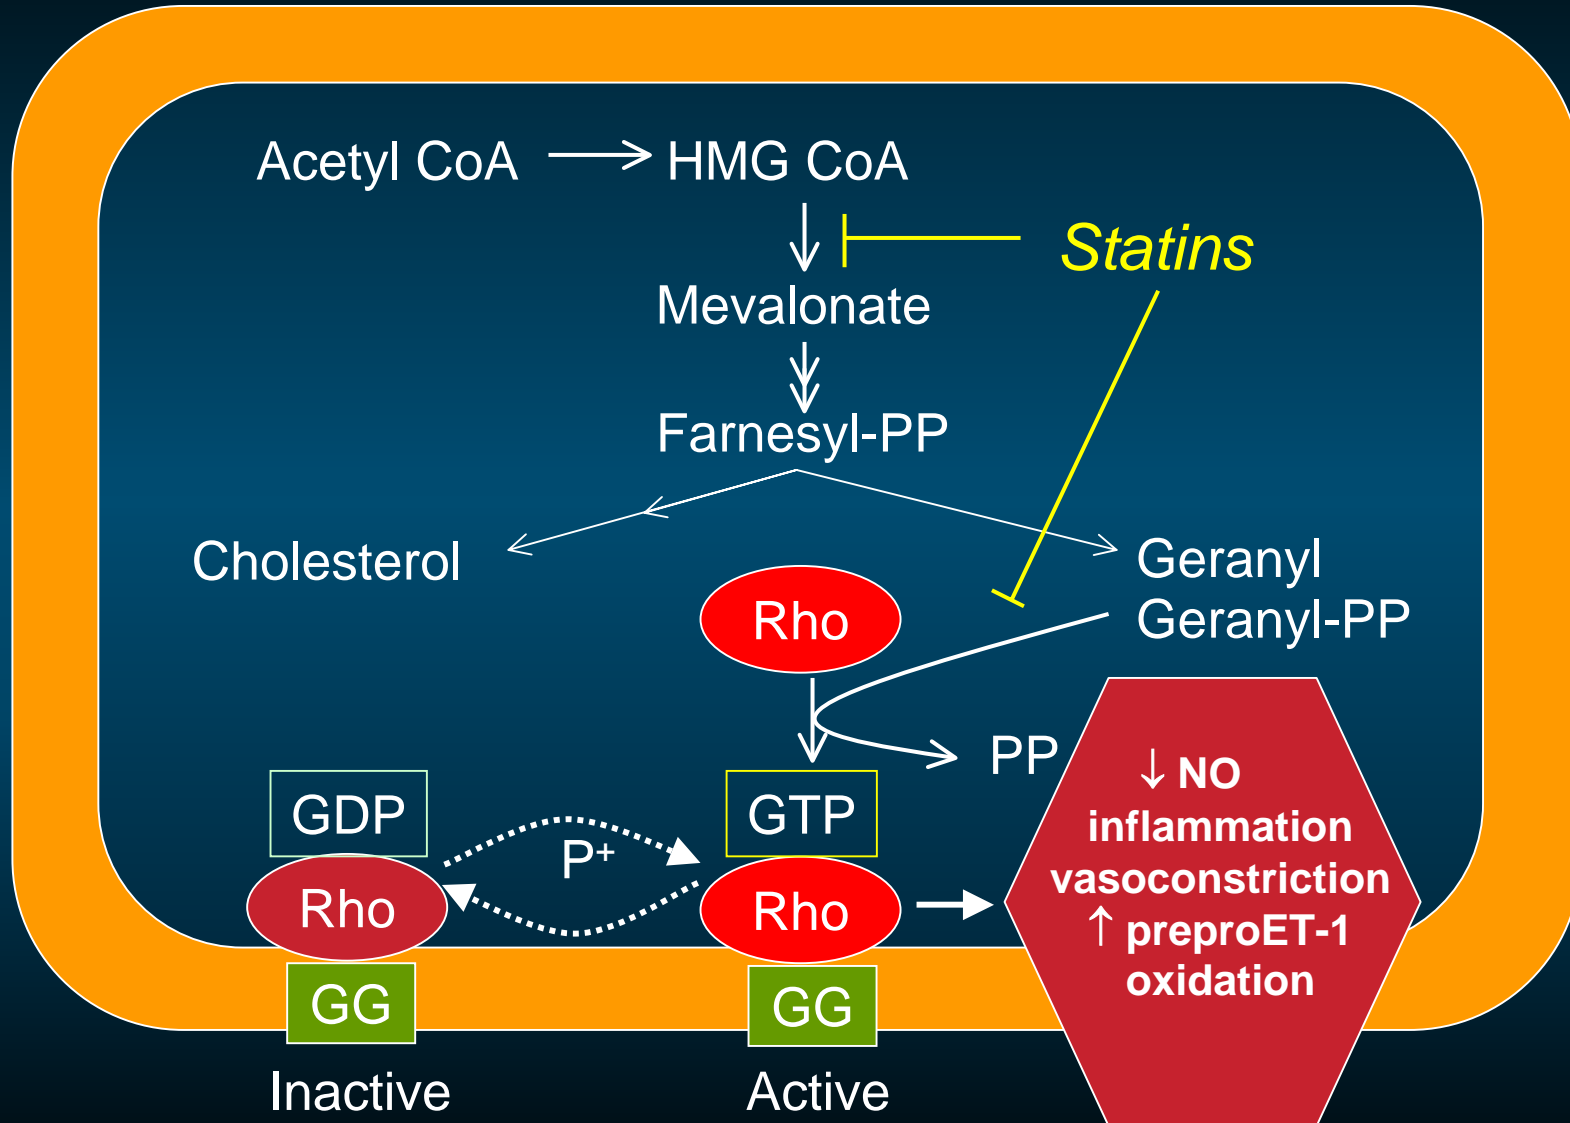 Acetyl CoA → HMG CoA
Statins
Mevalonate
Farnesyl-PP
Cholesterol
Geranyl
Geranyl-PP
Rho
PP
GDP
P⁺
GTP
Rho
Rho
GG
GG
Inactive
Active
↓ NO
inflammation
vasoconstriction
↑ preproET-1
oxidation